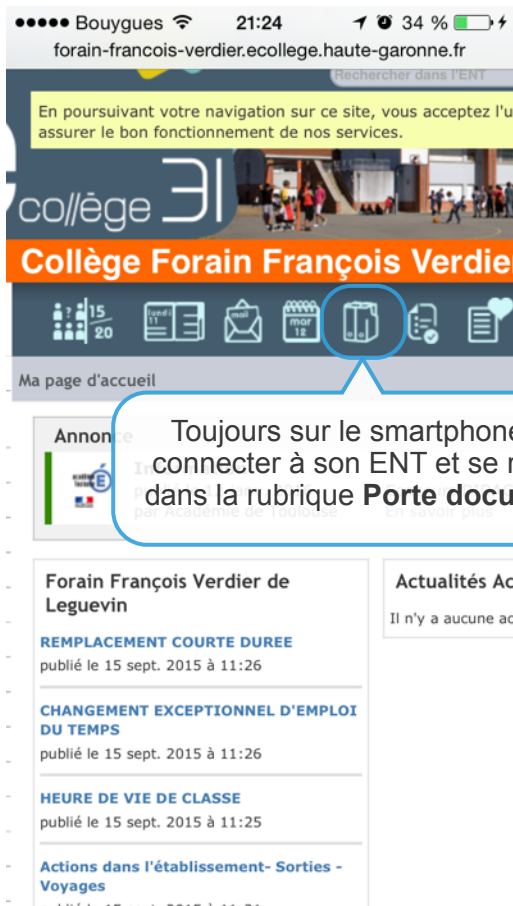 Bouygues 21:24 34 %
forain-francois-verdier.ecollege.haute-garonne.fr
Rechercher dans l'ENT
En poursuivant votre navigation sur ce site, vous acceptez l'u
assurer le bon fonctionnement de nos services.
collège 31
Collège Forain François Verdier
15
20
lundi
11
mail
mar
12
Ma page d'accueil
Annonce
Toujours sur le smartphone
connecter à son ENT et se r
dans la rubrique Porte docu
par Académie de Toulouse
En savoir plus
Forain François Verdier de
Leguevin
REMPLACEMENT COURTE DUREE
publié le 15 sept. 2015 à 11:26
CHANGEMENT EXCEPTIONNEL D'EMPLOI
DU TEMPS
publié le 15 sept. 2015 à 11:26
HEURE DE VIE DE CLASSE
publié le 15 sept. 2015 à 11:25
Actions dans l'établissement- Sorties -
Voyages
Actualités Ac
Il n'y a aucune ac